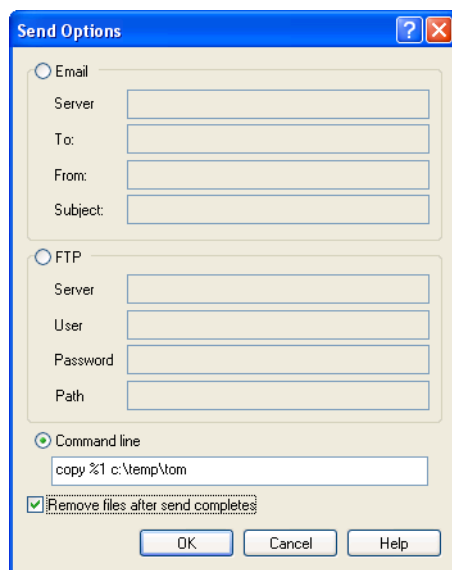 Send Options
Email
Server
To:
From:
Subject:
FTP
Server
User
Password
Path
Command line
copy %1 c:\temp\tom
Remove files after send completes
OK Cancel Help